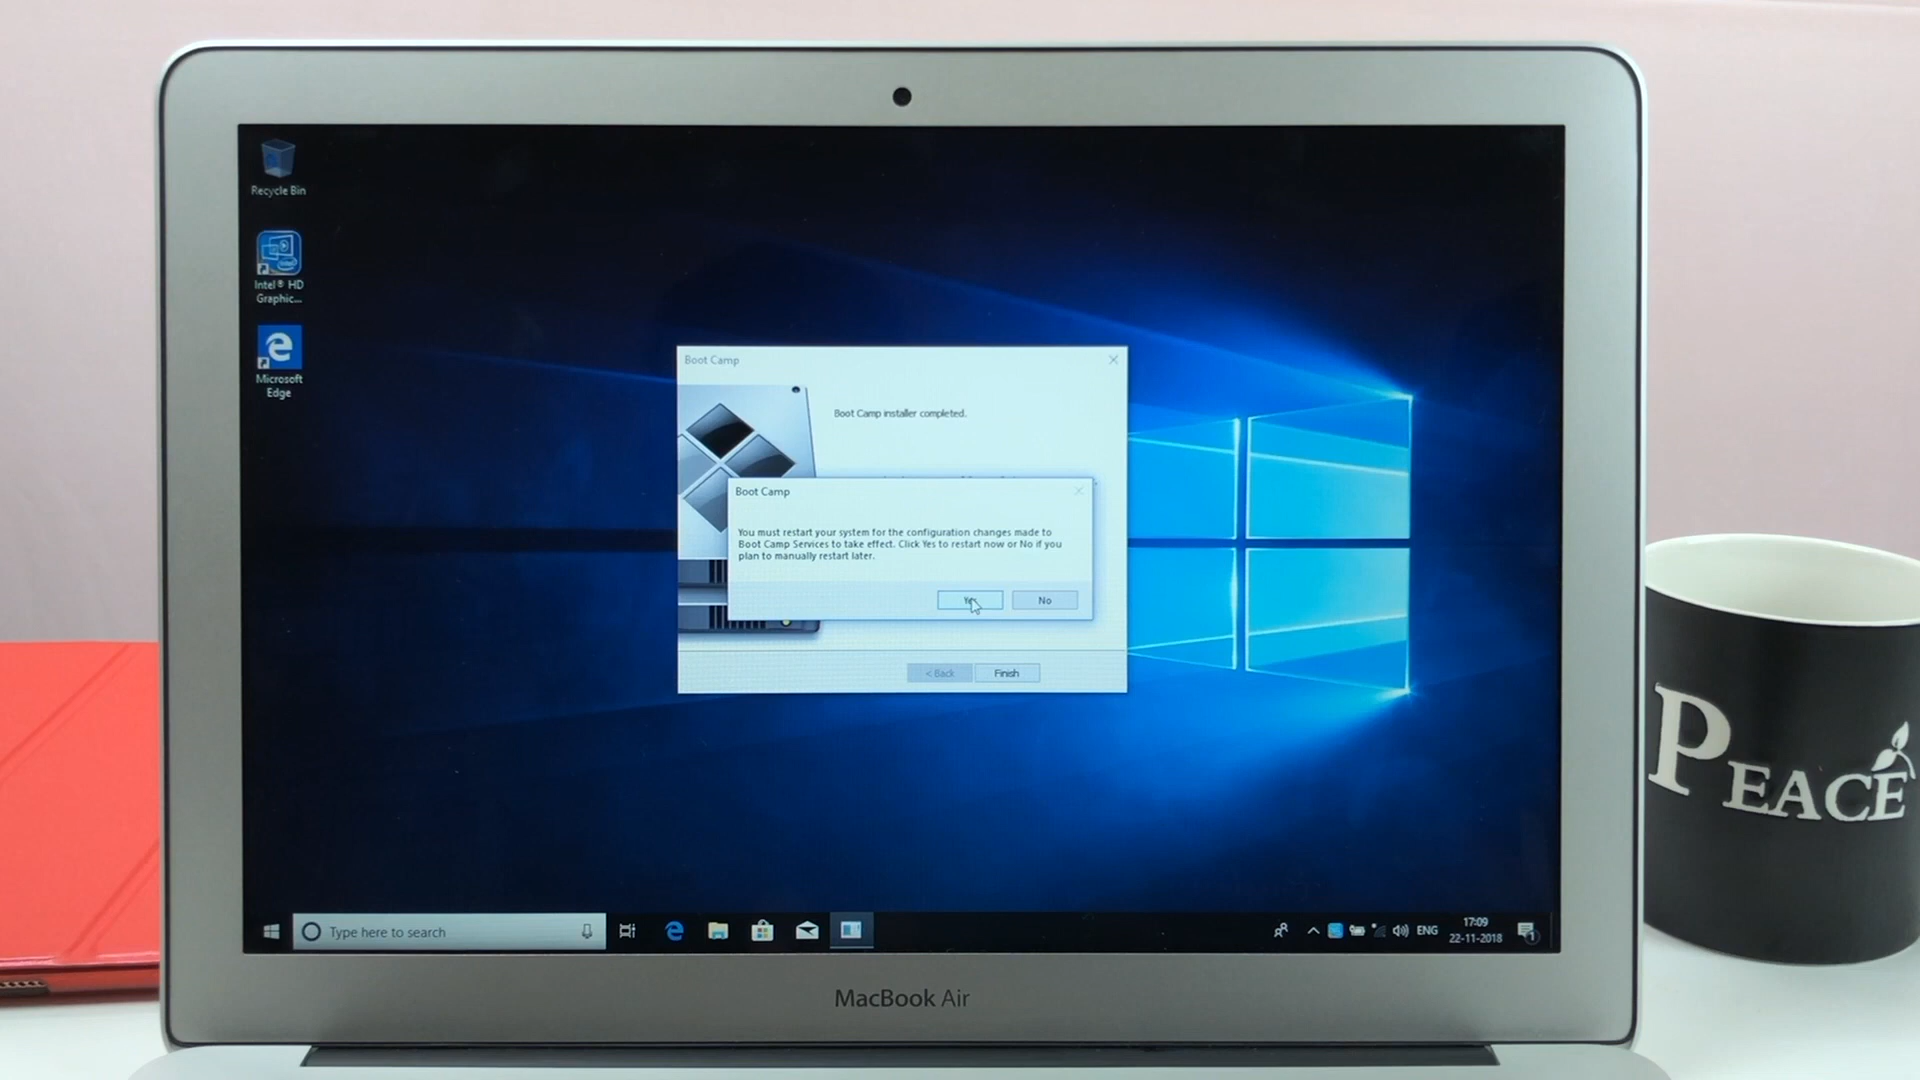 Recycle Bin
Intel® HD
Graphic...
Microsoft
Edge
Boot Camp
Boot Camp installer completed.
Boot Camp
You must restart your system for the configuration changes made to
Boot Camp Services to take effect. Click Yes to restart now or No if you
plan to manually restart later.
Yes
No
< Back
Finish
Type here to search
ENG
17:09
22-11-2018
1
MacBook Air
PEACE